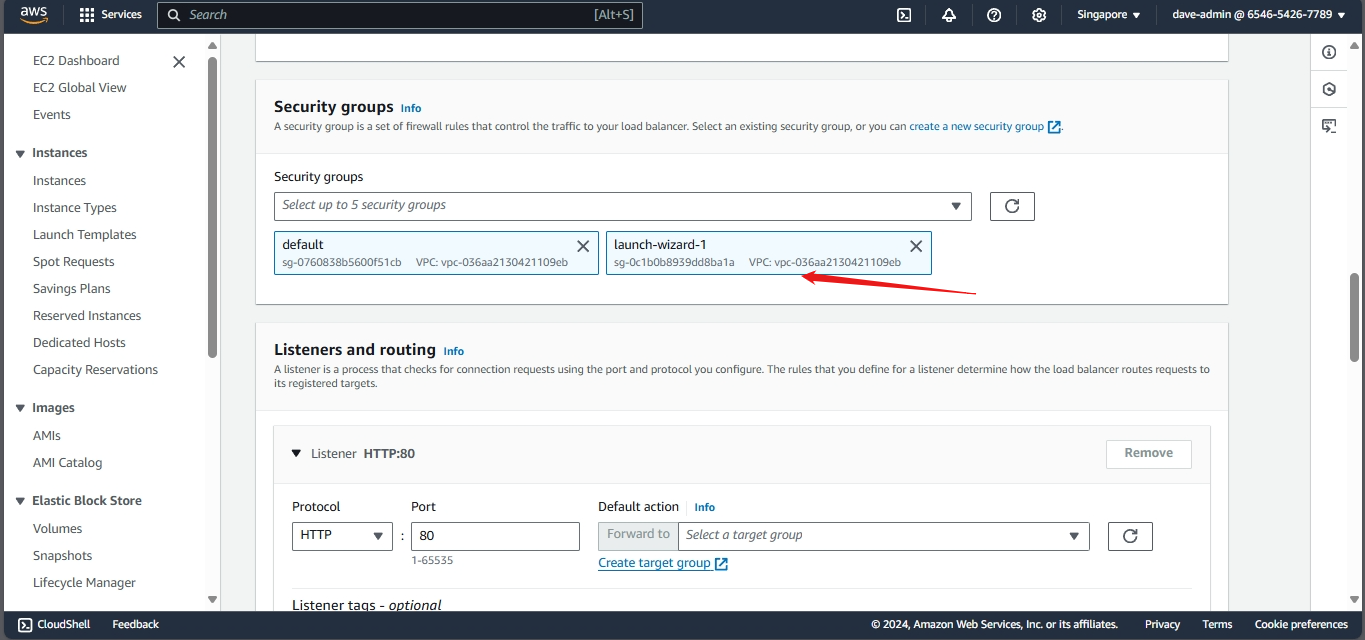 aws
Services
Search
[Alt+S]
Singapore
dave-admin @ 6546-5426-7789
EC2 Dashboard
EC2 Global View
Events
Instances
Instances
Instance Types
Launch Templates
Spot Requests
Savings Plans
Reserved Instances
Dedicated Hosts
Capacity Reservations
Images
AMIs
AMI Catalog
Elastic Block Store
Volumes
Snapshots
Lifecycle Manager
Security groups Info
A security group is a set of firewall rules that control the traffic to your load balancer. Select an existing security group, or you can create a new security group.
Security groups
Select up to 5 security groups
default
sg-0760838b5600f51cb VPC: vpc-036aa2130421109eb
launch-wizard-1
sg-0c1b0b8939dd8ba1a VPC: vpc-036aa2130421109eb
Listeners and routing Info
A listener is a process that checks for connection requests using the port and protocol you configure. The rules that you define for a listener determine how the load balancer routes requests to
its registered targets.
Listener HTTP:80
Remove
Protocol
HTTP
:
Port
80
1-65535
Default action Info
Forward to
Select a target group
Create target group
Listener tags - optional
CloudShell
Feedback
© 2024, Amazon Web Services, Inc. or its affiliates.
Privacy
Terms
Cookie preferences